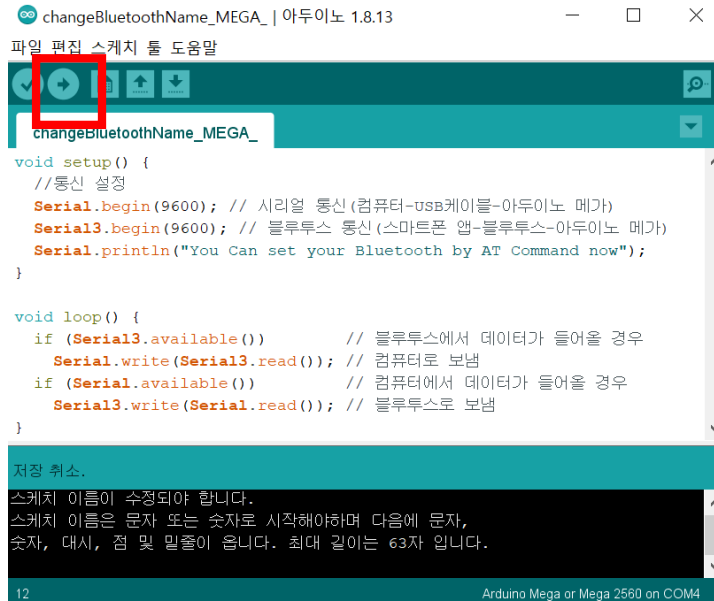 changeBluetoothName_MEGA_ | 아두이노 1.8.13
파일 편집 스케치 툴 도움말
changeBluetoothName_MEGA_
void setup() {
//통신 설정
Serial.begin(9600); // 시리얼 통신(컴퓨터-USB케이블-아두이노 메가)
Serial3.begin(9600); // 블루투스 통신(스마트폰 앱-블루투스-아두이노 메가)
Serial.println("You Can set your Bluetooth by AT Command now");
}
void loop() {
if (Serial3.available()) // 블루투스에서 데이터가 들어올 경우
Serial.write(Serial3.read()); // 컴퓨터로 보냄
if (Serial.available()) // 컴퓨터에서 데이터가 들어올 경우
Serial3.write(Serial.read()); // 블루투스로 보냄
}
저장 취소.
스케치 이름이 수정되야 합니다.
스케치 이름은 문자 또는 숫자로 시작해야하며 다음에 문자,
숫자, 대시, 점 및 밑줄이 옵니다. 최대 길이는 63자 입니다.
12 Arduino Mega or Mega 2560 on COM4